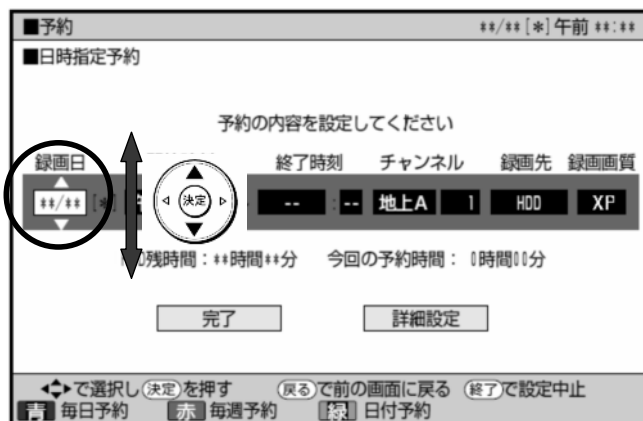 ■予約 **/** [*] 午前 **:**
■日時指定予約
予約の内容を設定してください
録画日 終了時刻 チャンネル 録画先 録画画質
**/** [*] 決定 -- : -- 地上A 1 HDD XP
残時間：**時間**分 今回の予約時間： 0時間00分
完了 詳細設定
で選択し 決定 を押す 戻る で前の画面に戻る 終了 で設定中止
青 毎日予約 赤 毎週予約 緑 日付予約